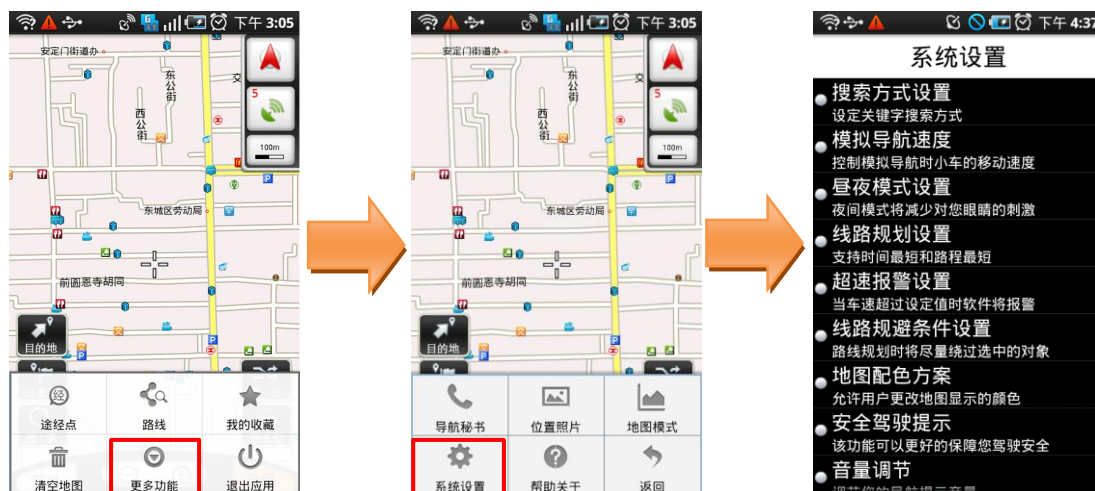 下午 3:05
安定门街道办
东公街
交
西公街
5
100m
东城区劳动局
前圆恩寺胡同
目的地
途经点
路线
我的收藏
清空地图
更多功能
退出应用
下午 3:05
安定门街道办
东公街
交
西公街
5
100m
东城区劳动局
前圆恩寺胡同
目的地
导航秘书
位置照片
地图模式
系统设置
帮助关于
返回
下午 4:37
系统设置
搜索方式设置
设定关键字搜索方式
模拟导航速度
控制模拟导航时小车的移动速度
昼夜模式设置
夜间模式将减少对您眼睛的刺激
线路规划设置
支持时间最短和路程最短
超速报警设置
当车速超过设定值时软件将报警
线路规避条件设置
路线规划时将尽量绕过选中的对象
地图配色方案
允许用户更改地图显示的颜色
安全驾驶提示
该功能可以更好的保障您驾驶安全
音量调节
调节您的导航提示音量